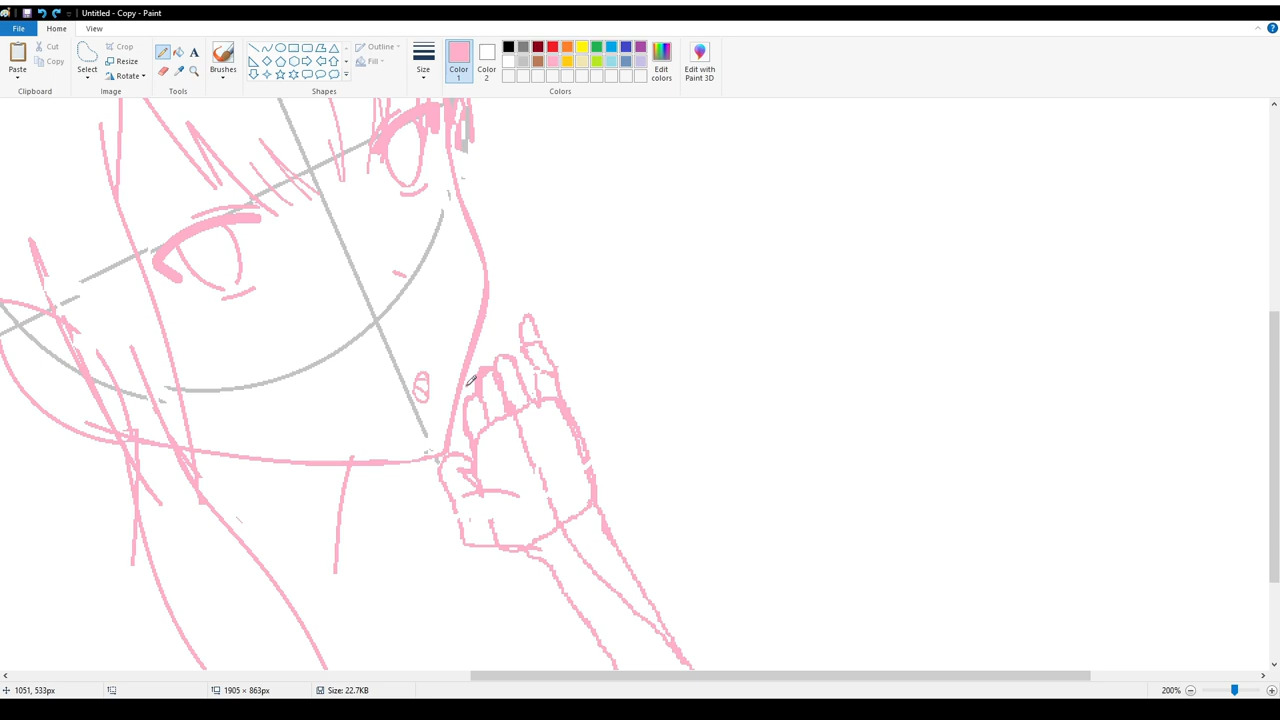 Untitled - Copy - Paint
File Home View
Paste
Cut
Copy
Clipboard
Select
Crop
Resize
Rotate
Image
A
Tools
Brushes
Outline
Fill
Shapes
Size
Color 1
Color 2
Edit colors
Colors
Edit with Paint 3D
1051, 533px
1905 × 863px
Size: 22.7KB
200%